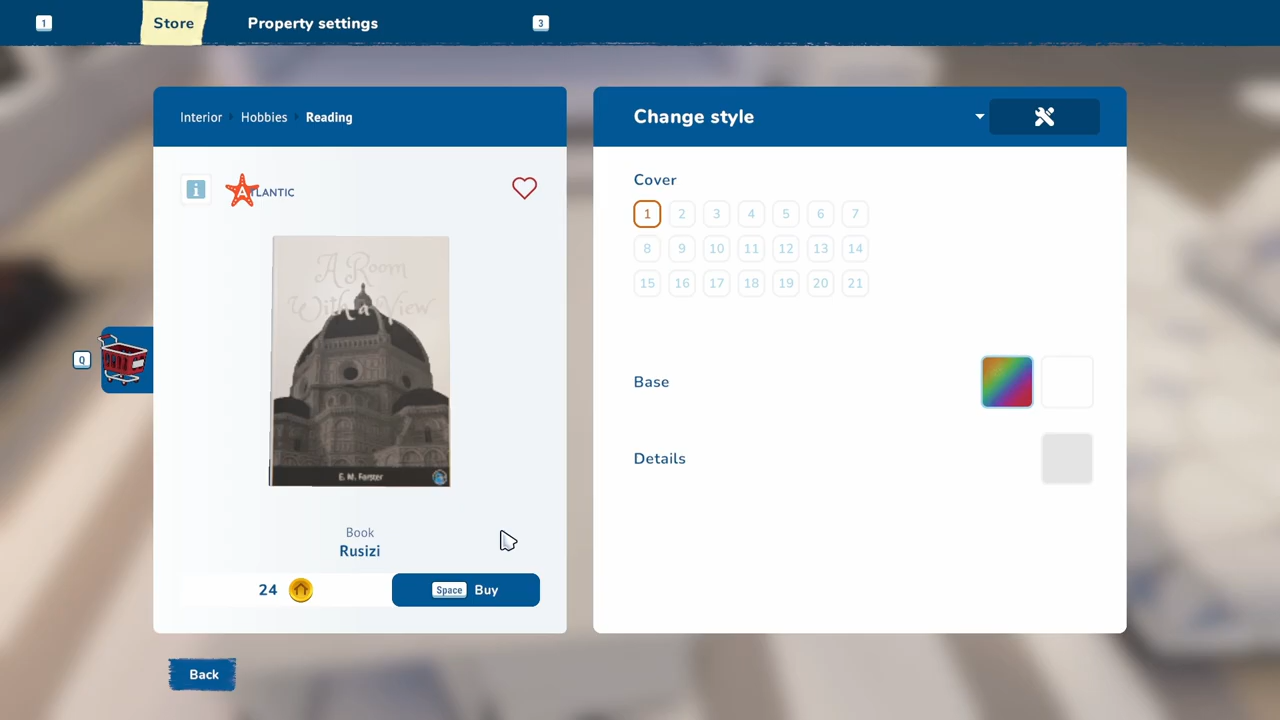 1
Store
Property settings
3
Interior Hobbies Reading
i
ATLANTIC
A Room
With a View
E. M. Forster
Book
Rusizi
24
Space Buy
Q
Back
Change style
Cover
1 2 3 4 5 6 7
8 9 10 11 12 13 14
15 16 17 18 19 20 21
Base
Details